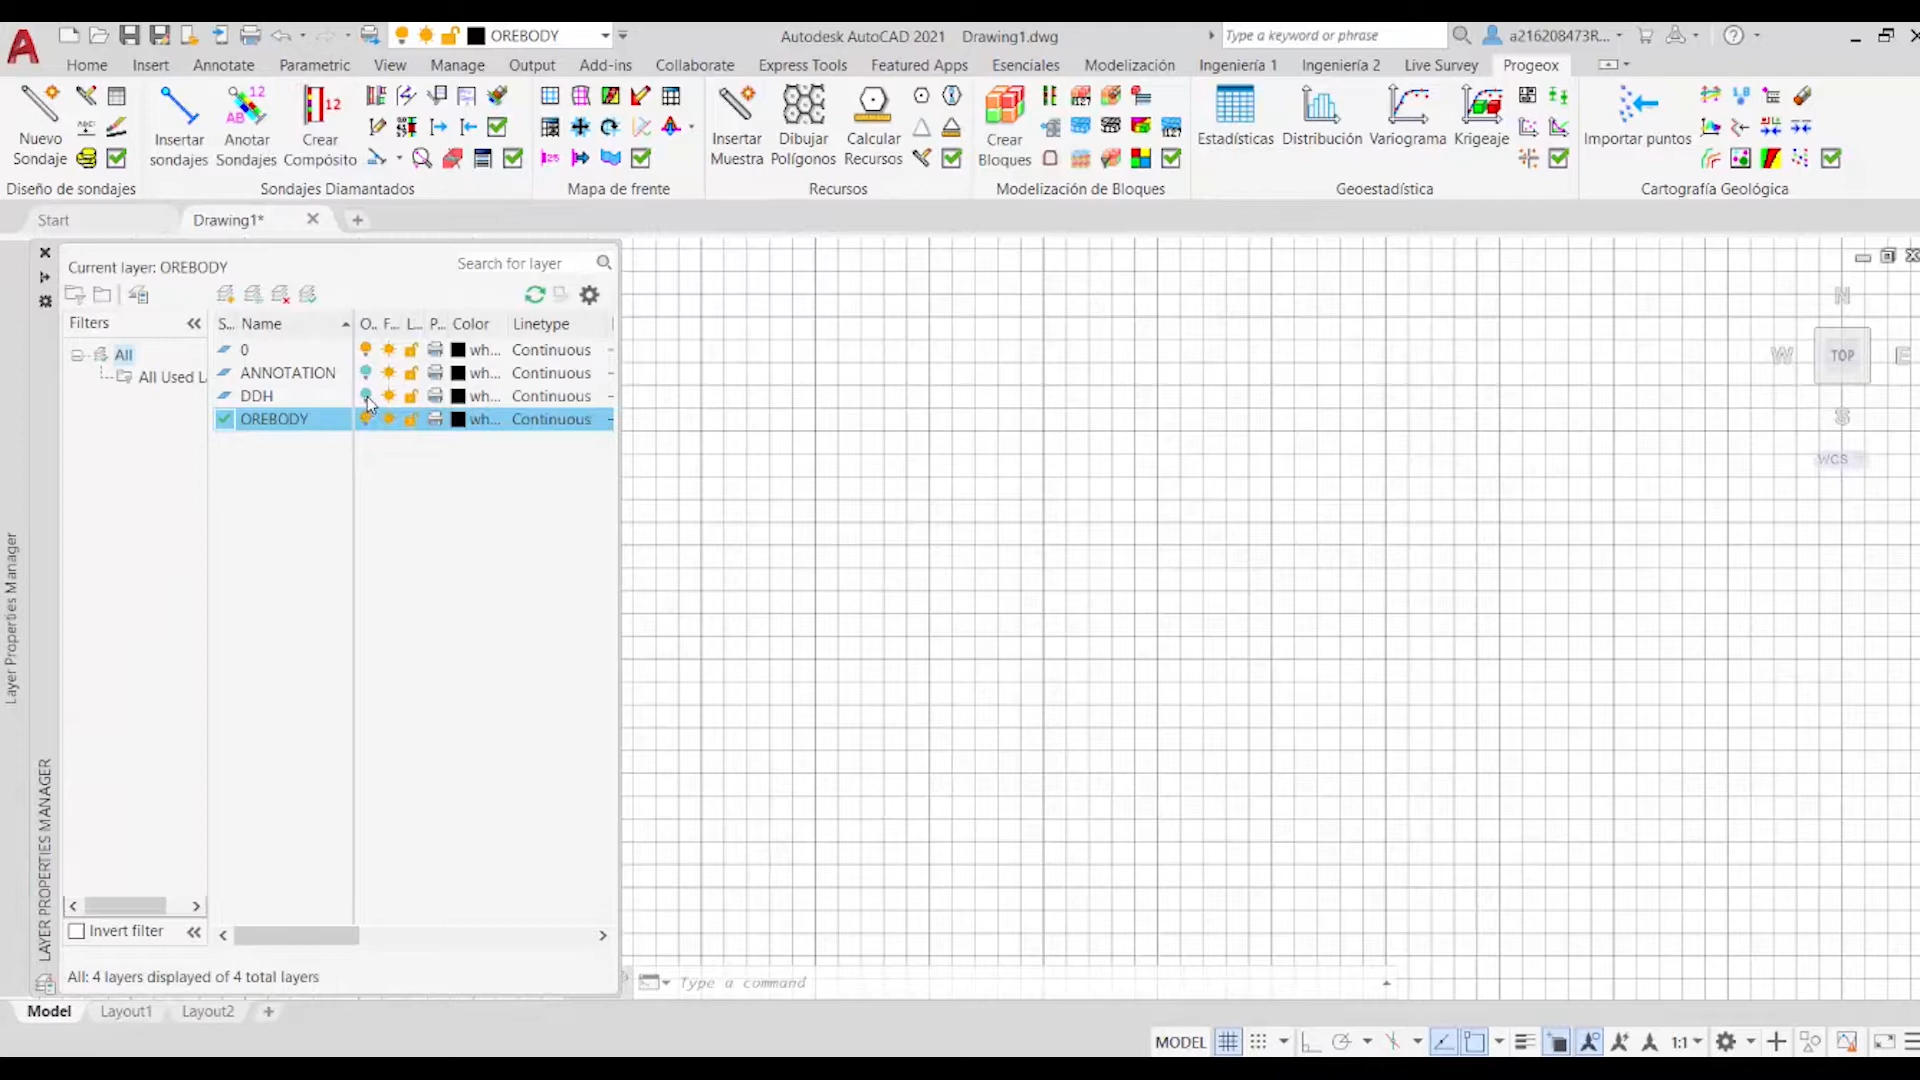 OREBODY
Autodesk AutoCAD 2021 Drawing1.dwg
Type a keyword or phrase
a216208473R...
Home Insert Annotate Parametric View Manage Output Add-ins Collaborate Express Tools Featured Apps Esenciales Modelización Ingeniería 1 Ingeniería 2 Live Survey Progeox
Nuevo
Sondaje
Insertar
sondajes
Anotar
Sondajes
Crear
Compósito
Insertar
Muestra
Dibujar
Polígonos
Calcular
Recursos
Crear
Bloques
Estadísticas Distribución Variograma Krigeaje Importar puntos
Diseño de sondajes Sondajes Diamantados Mapa de frente Recursos Modelización de Bloques Geoestadística Cartografía Geológica
Start Drawing1*
Current layer: OREBODY
Search for layer
Filters
S... Name O.. F... L... P... Color Linetype
All
All Used L
0 wh... Continuous
ANNOTATION wh... Continuous
DDH wh... Continuous
OREBODY wh... Continuous
Invert filter
All: 4 layers displayed of 4 total layers
Layer Properties Manager
LAYER PROPERTIES MANAGER
N
W TOP E
S
WCS
Type a command
Model Layout1 Layout2
MODEL 1:1